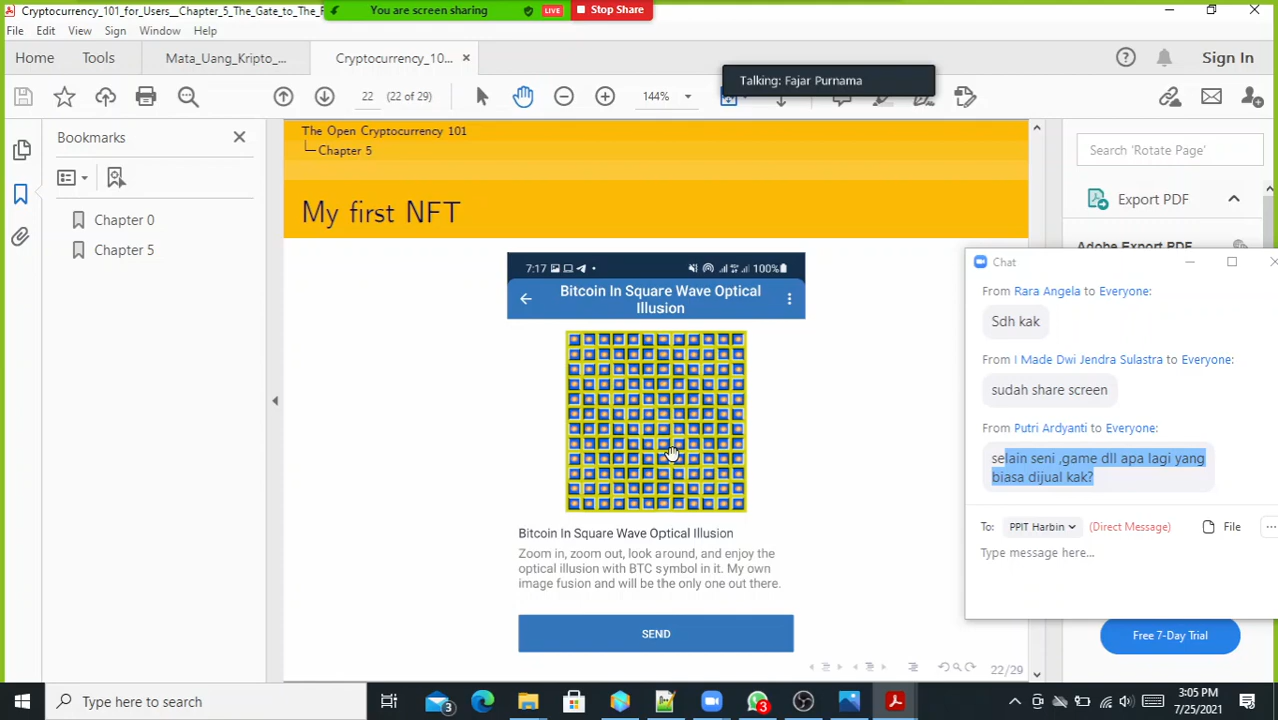 Cryptocurrency_101_for_Users__Chapter_5_The_Gate_to_The_F
You are screen sharing
LIVE
Stop Share
File Edit View Sign Window Help
Home Tools Mata_Uang_Kripto_... Cryptocurrency_10... × Sign In
Talking: Fajar Purnama
22 (22 of 29) 144%
Bookmarks
Chapter 0
Chapter 5
The Open Cryptocurrency 101
Chapter 5
My first NFT
7:17 100%
Bitcoin In Square Wave Optical
Illusion
Bitcoin In Square Wave Optical Illusion
Zoom in, zoom out, look around, and enjoy the
optical illusion with BTC symbol in it. My own
image fusion and will be the only one out there.
SEND
22/29
Search 'Rotate Page'
Export PDF
Adobe Export PDF
Chat
From Rara Angela to Everyone:
Sdh kak
From I Made Dwi Jendra Sulastra to Everyone:
sudah share screen
From Putri Ardyanti to Everyone:
selain seni ,game dll apa lagi yang
biasa dijual kak?
To: PPIT Harbin (Direct Message) File ...
Type message here...
Free 7-Day Trial
Type here to search
3
3
3:05 PM
7/25/2021